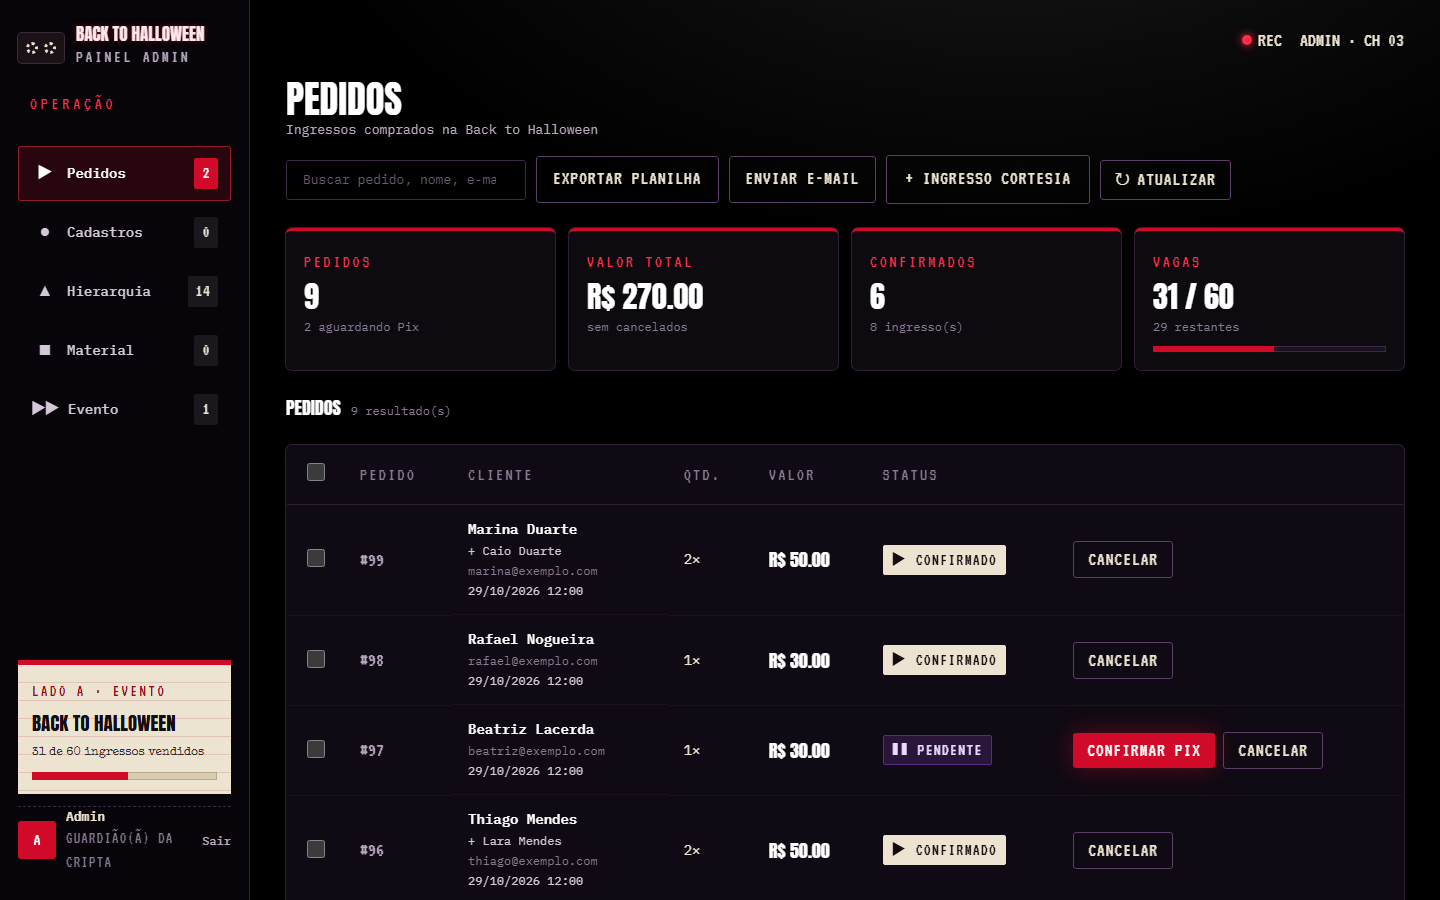 BACK TO HALLOWEEN
PAINEL ADMIN
OPERAÇÃO
Pedidos 2
Cadastros 0
Hierarquia 14
Material 0
Evento 1
LADO A · EVENTO
BACK TO HALLOWEEN
31 de 60 ingressos vendidos
A
Admin
GUARDIÃO(Ã) DA
CRIPTA
Sair
REC ADMIN · CH 03
PEDIDOS
Ingressos comprados na Back to Halloween
Buscar pedido, nome, e-ma
EXPORTAR PLANILHA
ENVIAR E-MAIL
+ INGRESSO CORTESIA
↻ ATUALIZAR
PEDIDOS
9
2 aguardando Pix
VALOR TOTAL
R$ 270.00
sem cancelados
CONFIRMADOS
6
8 ingresso(s)
VAGAS
31 / 60
29 restantes
PEDIDOS 9 resultado(s)
PEDIDO CLIENTE QTD. VALOR STATUS
#99
Marina Duarte
+ Caio Duarte
marina@exemplo.com
29/10/2026 12:00
2×
R$ 50.00
CONFIRMADO
CANCELAR
#98
Rafael Nogueira
rafael@exemplo.com
29/10/2026 12:00
1×
R$ 30.00
CONFIRMADO
CANCELAR
#97
Beatriz Lacerda
beatriz@exemplo.com
29/10/2026 12:00
1×
R$ 30.00
PENDENTE
CONFIRMAR PIX
CANCELAR
#96
Thiago Mendes
+ Lara Mendes
thiago@exemplo.com
29/10/2026 12:00
2×
R$ 50.00
CONFIRMADO
CANCELAR